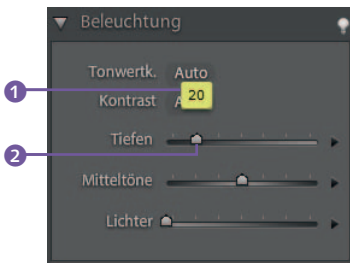 Beleuchtung
Tonwertk. Auto
1
20
Kontrast A
Tiefen
2
Mitteltöne
Lichter